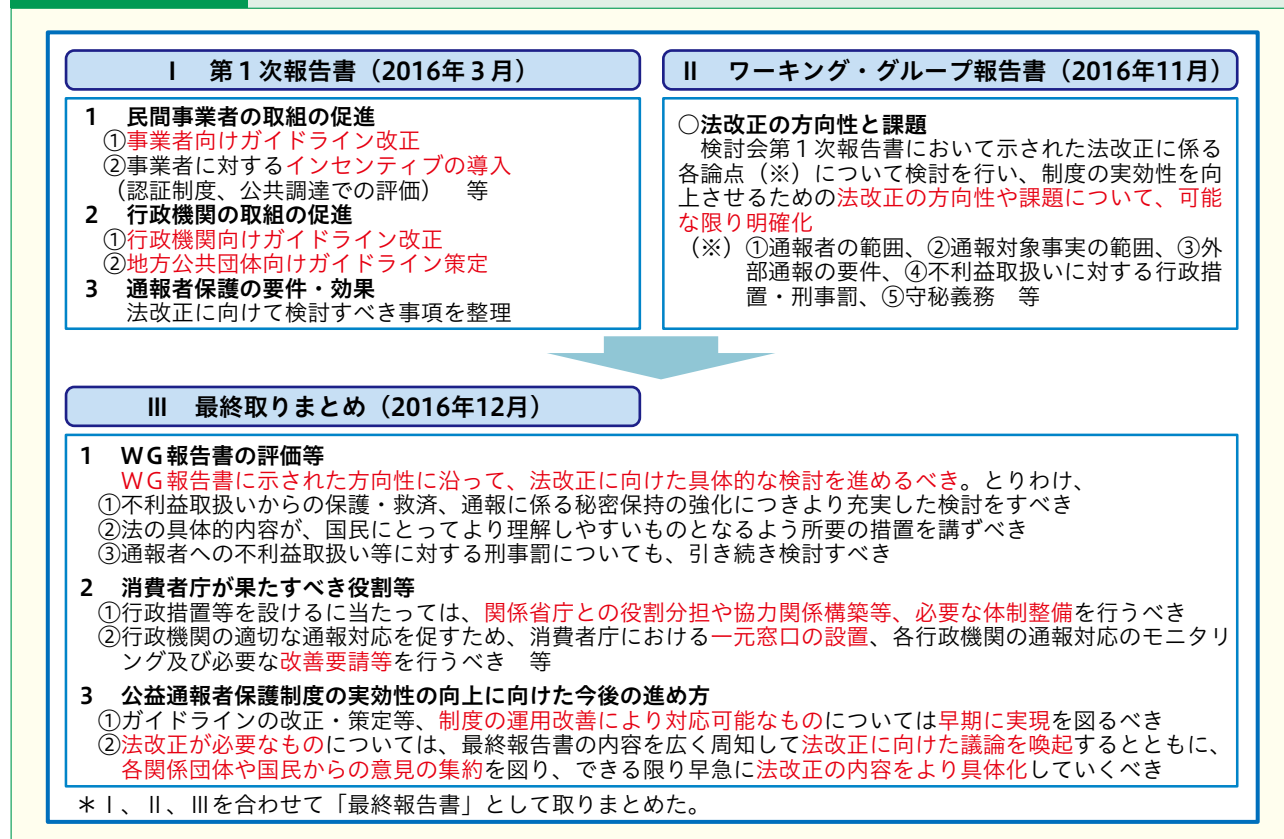 Ⅰ　第１次報告書（2016年３月）
1　民間事業者の取組の促進
①事業者向けガイドライン改正
②事業者に対するインセンティブの導入
（認証制度、公共調達での評価）　等
2　行政機関の取組の促進
①行政機関向けガイドライン改正
②地方公共団体向けガイドライン策定
3　通報者保護の要件・効果
法改正に向けて検討すべき事項を整理
Ⅱ　ワーキング・グループ報告書（2016年11月）
○法改正の方向性と課題
検討会第１次報告書において示された法改正に係る
各論点（※）について検討を行い、制度の実効性を向
上させるための法改正の方向性や課題について、可能
な限り明確化
（※）①通報者の範囲、②通報対象事実の範囲、③外
部通報の要件、④不利益取扱いに対する行政措
置・刑事罰、⑤守秘義務　等
Ⅲ　最終取りまとめ（2016年12月）
1　ＷＧ報告書の評価等
ＷＧ報告書に示された方向性に沿って、法改正に向けた具体的な検討を進めるべき。とりわけ、
①不利益取扱いからの保護・救済、通報に係る秘密保持の強化につきより充実した検討をすべき
②法の具体的内容が、国民にとってより理解しやすいものとなるよう所要の措置を講ずべき
③通報者への不利益取扱い等に対する刑事罰についても、引き続き検討すべき
2　消費者庁が果たすべき役割等
①行政措置等を設けるに当たっては、関係省庁との役割分担や協力関係構築等、必要な体制整備を行うべき
②行政機関の適切な通報対応を促すため、消費者庁における一元窓口の設置、各行政機関の通報対応のモニタリ
ング及び必要な改善要請等を行うべき　等
3　公益通報者保護制度の実効性の向上に向けた今後の進め方
①ガイドラインの改正・策定等、制度の運用改善により対応可能なものについては早期に実現を図るべき
②法改正が必要なものについては、最終報告書の内容を広く周知して法改正に向けた議論を喚起するとともに、
各関係団体や国民からの意見の集約を図り、できる限り早急に法改正の内容をより具体化していくべき
＊Ⅰ、Ⅱ、Ⅲを合わせて「最終報告書」として取りまとめた。